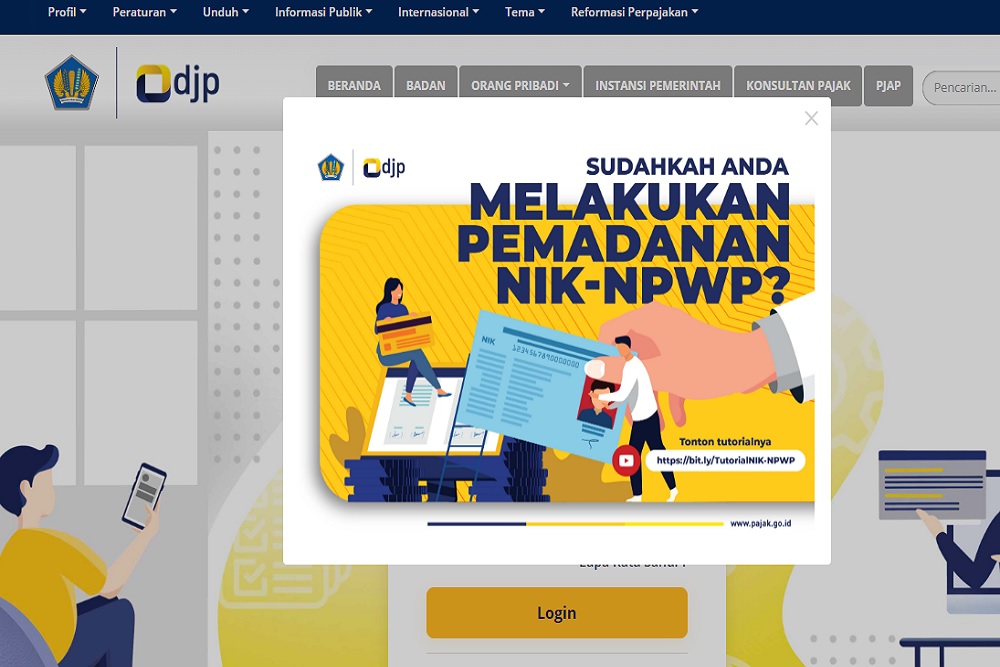 Profil Peraturan Unduh Informasi Publik Internasional Tema Reformasi Perpajakan
djp
BERANDA BADAN ORANG PRIBADI INSTANSI PEMERINTAH KONSULTAN PAJAK PJAP Pencarian...
djp
SUDAHKAH ANDA
MELAKUKAN
PEMADANAN
NIK-NPWP?
NIK
1234567890000000
Tonton tutorialnya
https://bit.ly/TutorialNIK-NPWP
www.pajak.go.id
Login